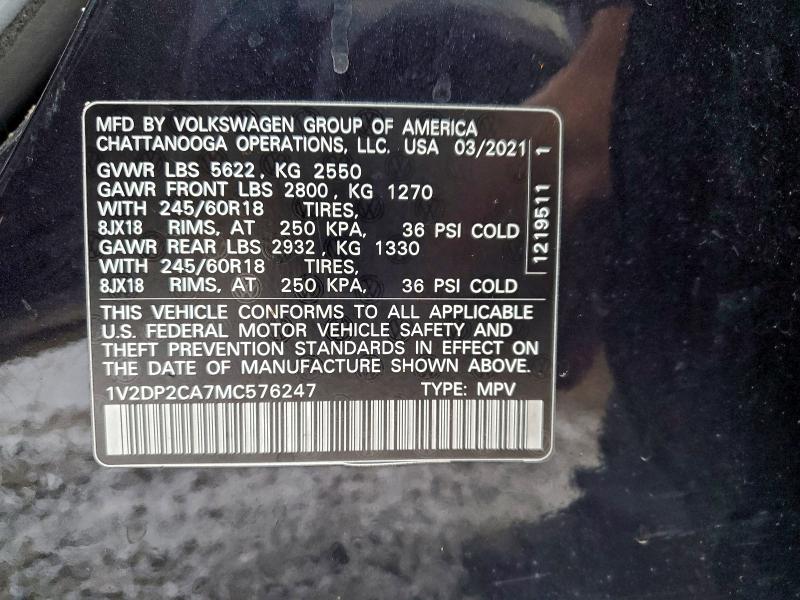 MFD BY VOLKSWAGEN GROUP OF AMERICA
CHATTANOOGA OPERATIONS, LLC. USA 03/2021
GVWR LBS 5622, KG 2550
GAWR FRONT LBS 2800, KG 1270
WITH 245/60R18 TIRES,
8JX18 RIMS, AT 250 KPA, 36 PSI COLD
GAWR REAR LBS 2932, KG 1330
WITH 245/60R18 TIRES,
8JX18 RIMS, AT 250 KPA, 36 PSI COLD
1219511 1
THIS VEHICLE CONFORMS TO ALL APPLICABLE
U.S. FEDERAL MOTOR VEHICLE SAFETY AND
THEFT PREVENTION STANDARDS IN EFFECT ON
THE DATE OF MANUFACTURE SHOWN ABOVE.
1V2DP2CA7MC576247 TYPE: MPV